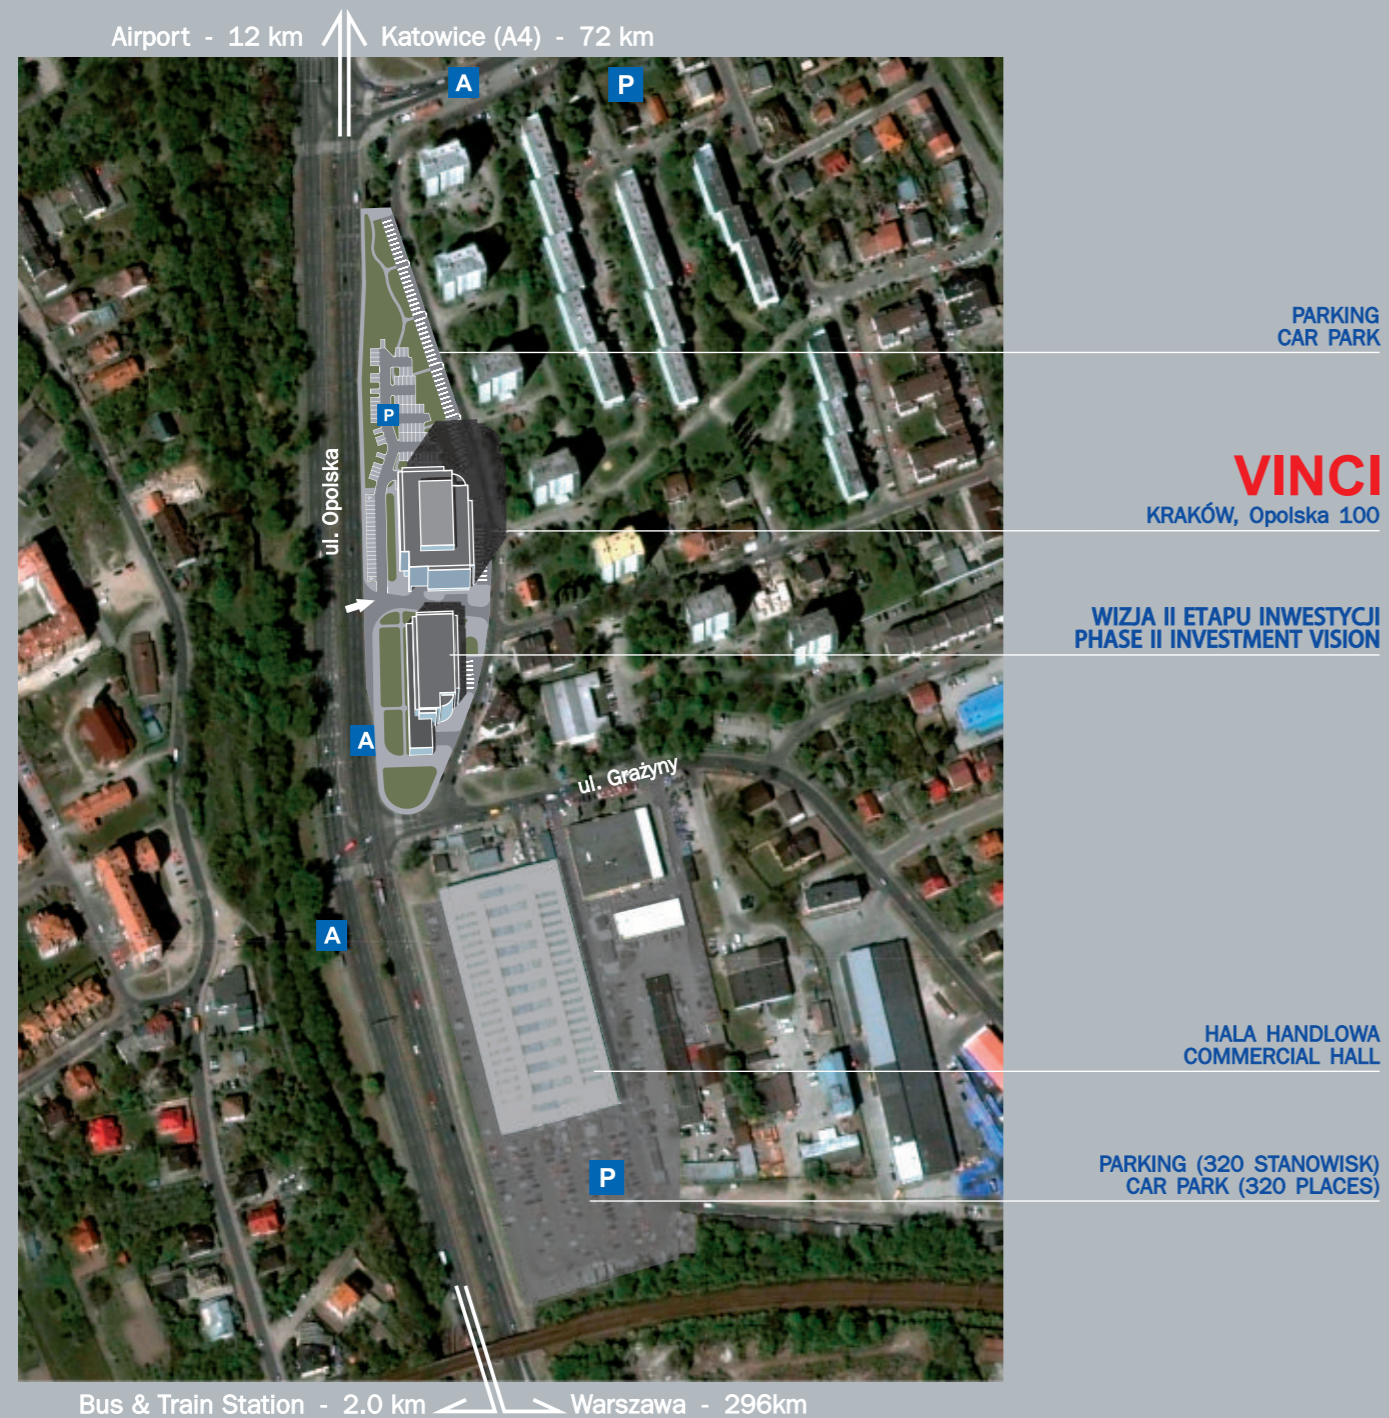 Airport - 12 km
Katowice (A4) - 72 km
A
P
PARKING
CAR PARK
P
VINCI
KRAKÓW, Opolska 100
ul. Opolska
WIZJA II ETAPU INWESTYCJI
PHASE II INVESTMENT VISION
A
ul. Grażyny
A
HALA HANDLOWA
COMMERCIAL HALL
PARKING (320 STANOWISK)
CAR PARK (320 PLACES)
P
Bus & Train Station - 2.0 km
Warszawa - 296km